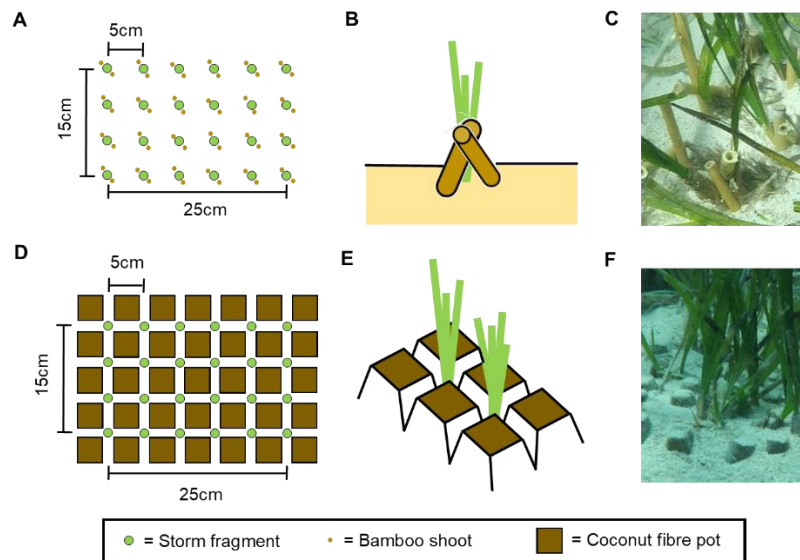 A
5cm
15cm
25cm
B
C
D
5cm
15cm
25cm
E
F
= Storm fragment
= Bamboo shoot
= Coconut fibre pot